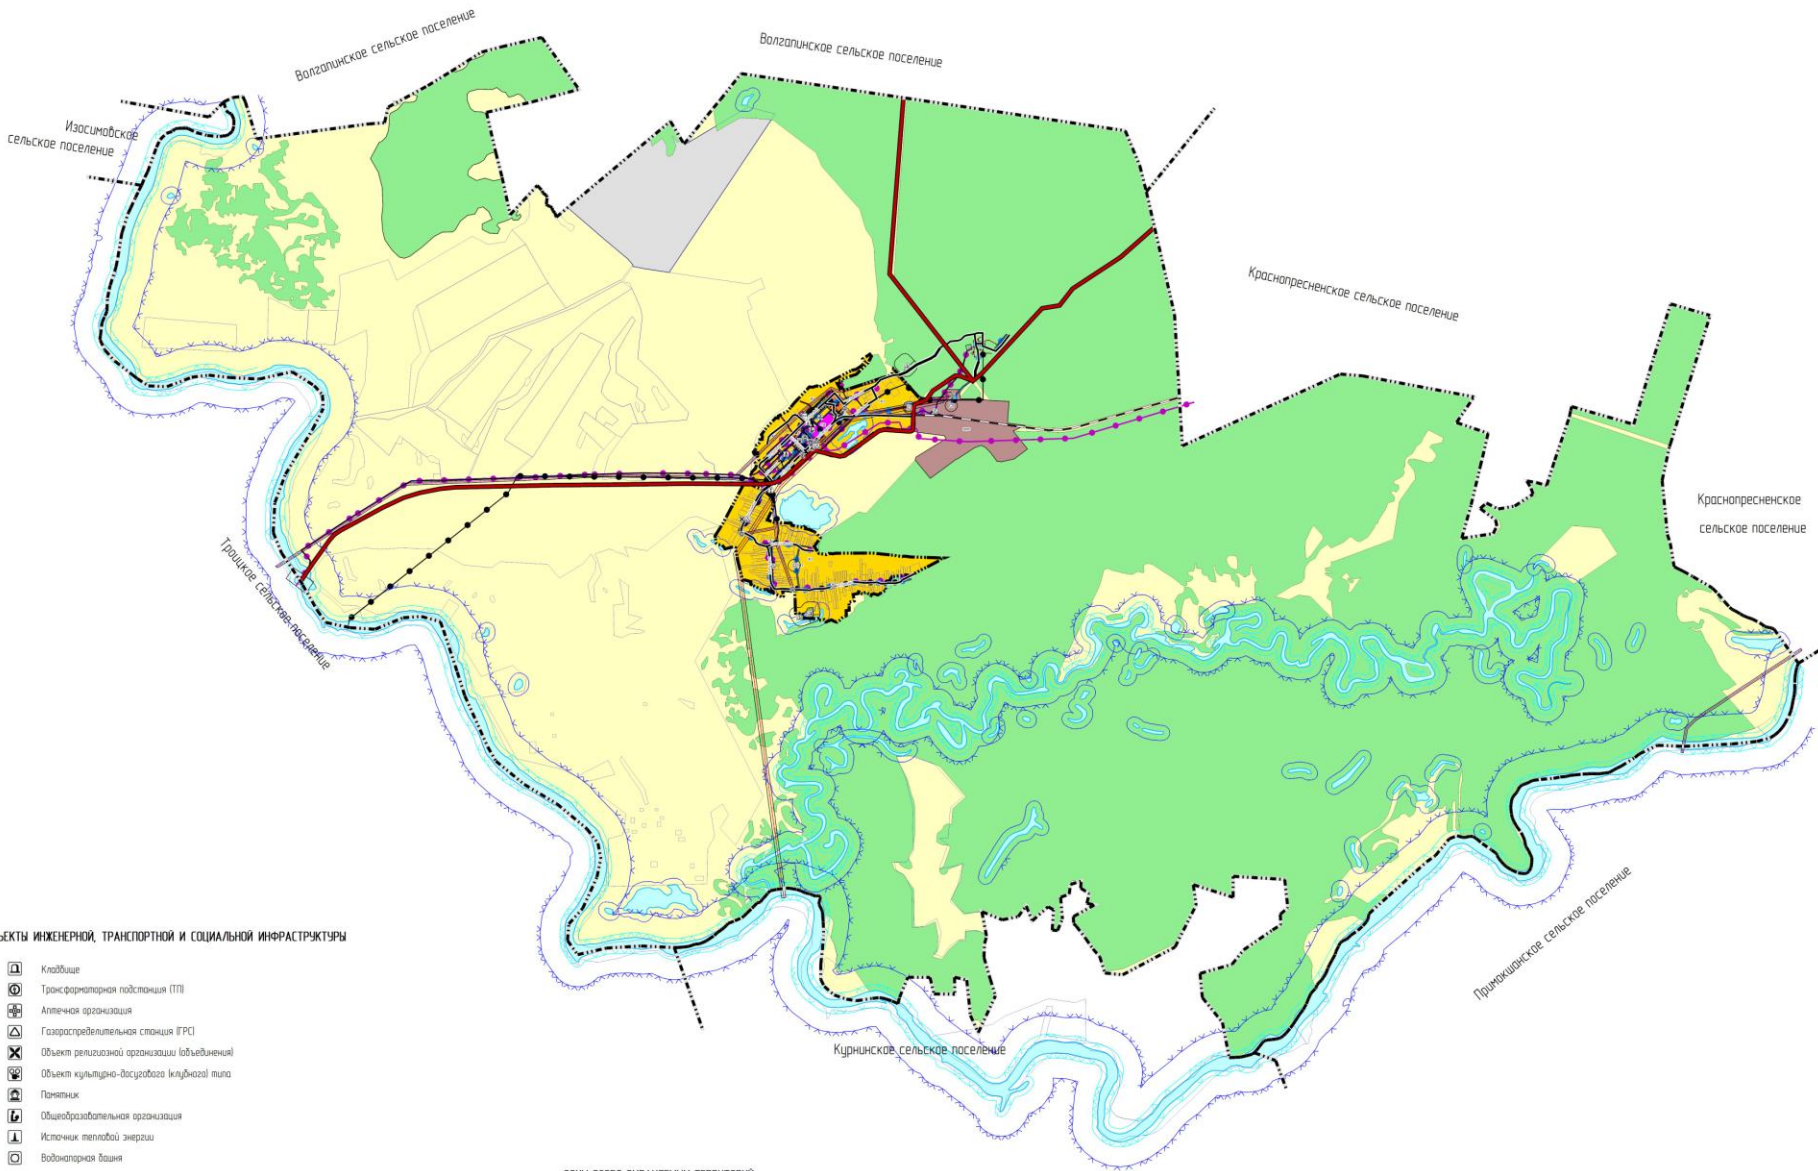 Волгапинское сельское поселение
Волгапинское сельское поселение
Изосимовское
сельское поселение
Краснопресненское сельское поселение
Краснопресненское
сельское поселение
Троицкое сельское поселение
Примокшанское сельское поселение
Курнинское сельское поселение
ЪЕКТЫ ИНЖЕНЕРНОЙ, ТРАНСПОРТНОЙ И СОЦИАЛЬНОЙ ИНФРАСТРУКТУРЫ
Кладбище
Трансформаторная подстанция (ТП)
Аптечная организация
Газораспределительная станция (ГРС)
Объект религиозной организации (объединения)
Объект культурно-досугового (клубного) типа
Памятник
Общеобразовательная организация
Источник тепловой энергии
Водонапорная башня